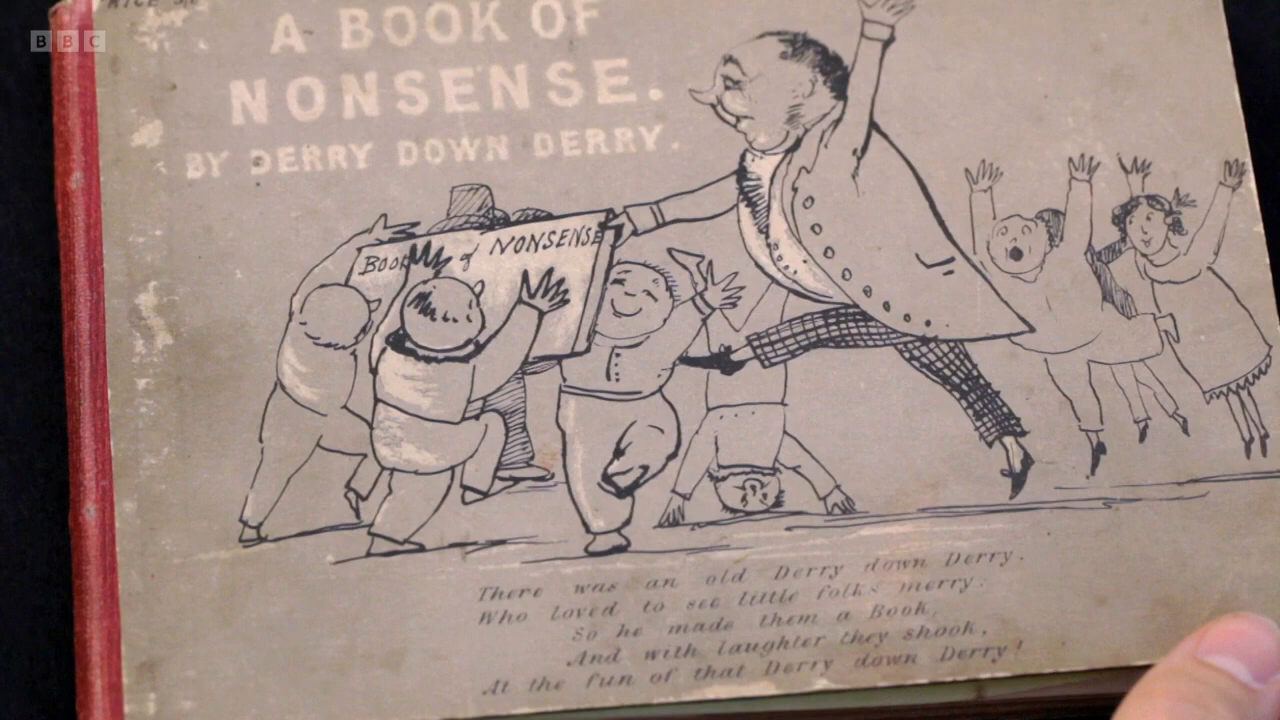 BBC
A BOOK OF
NONSENSE.
BY DERRY DOWN DERRY.
BOOK of NONSENSE
There was an old Derry down Derry,
Who loved to see little folks merry:
So he made them a Book,
And with laughter they shook,
At the fun of that Derry down Derry!